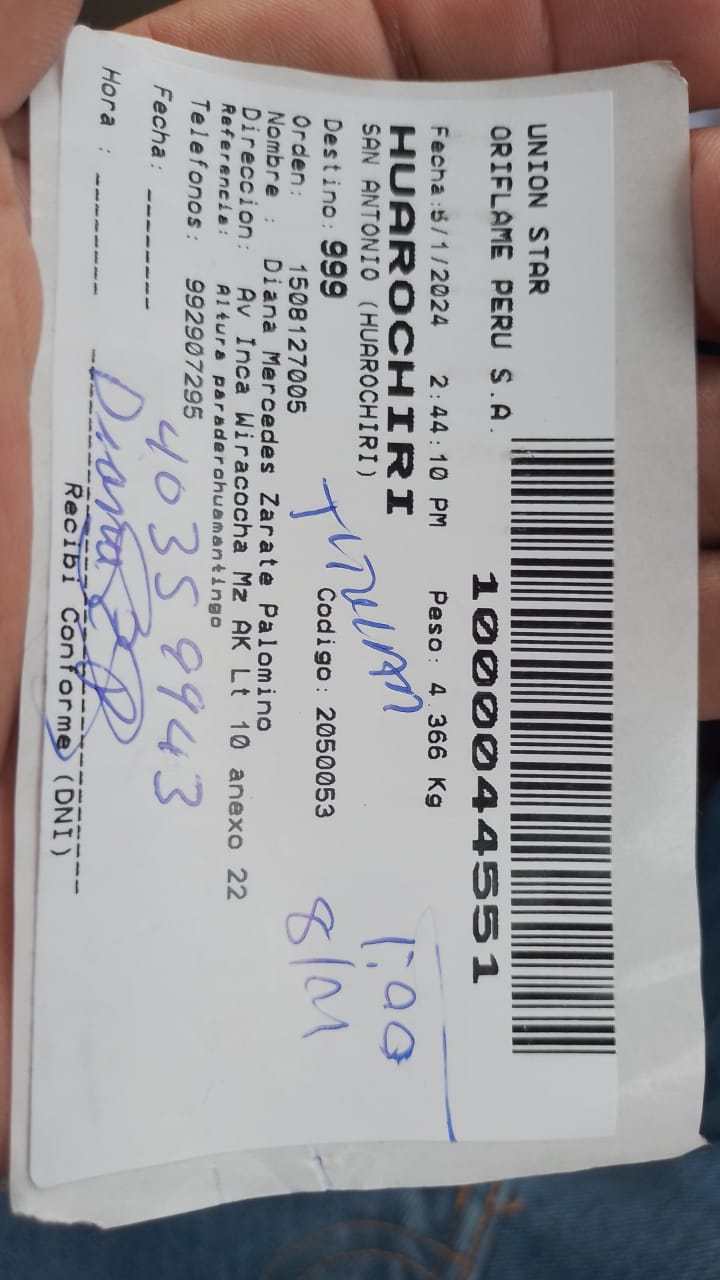 UNION STAR
ORIFLAME PERU S.A.
1000044551
Fecha:5/1/2024 2:44:10 PM Peso: 4.366 Kg
HUAROCHIRI
SAN ANTONIO (HUAROCHIRI)
1:00
Destino: 999 Codigo: 2050053
8/M
Orden: 1508127005
Nombre : Diana Mercedes Zarate Palomino
Direccion: Av Inca Wiracocha Mz AK Lt 10 anexo 22
Referencia: Altura paraderohuamantinga
Telefonos: 992907295
Fecha: --------
40359943
Hora : --------
Diana Z P
Recibi Conforme (DNI)